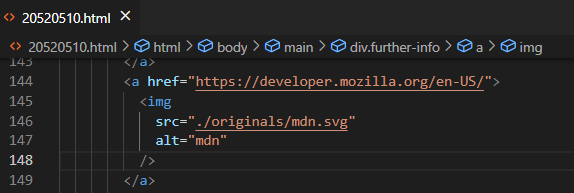 20520510.html
20520510.html > html > body > main > div.further-info > a > img
143 </a>
144 <a href="https://developer.mozilla.org/en-US/">
145 <img
146 src="./originals/mdn.svg"
147 alt="mdn"
148 />
149 </a>